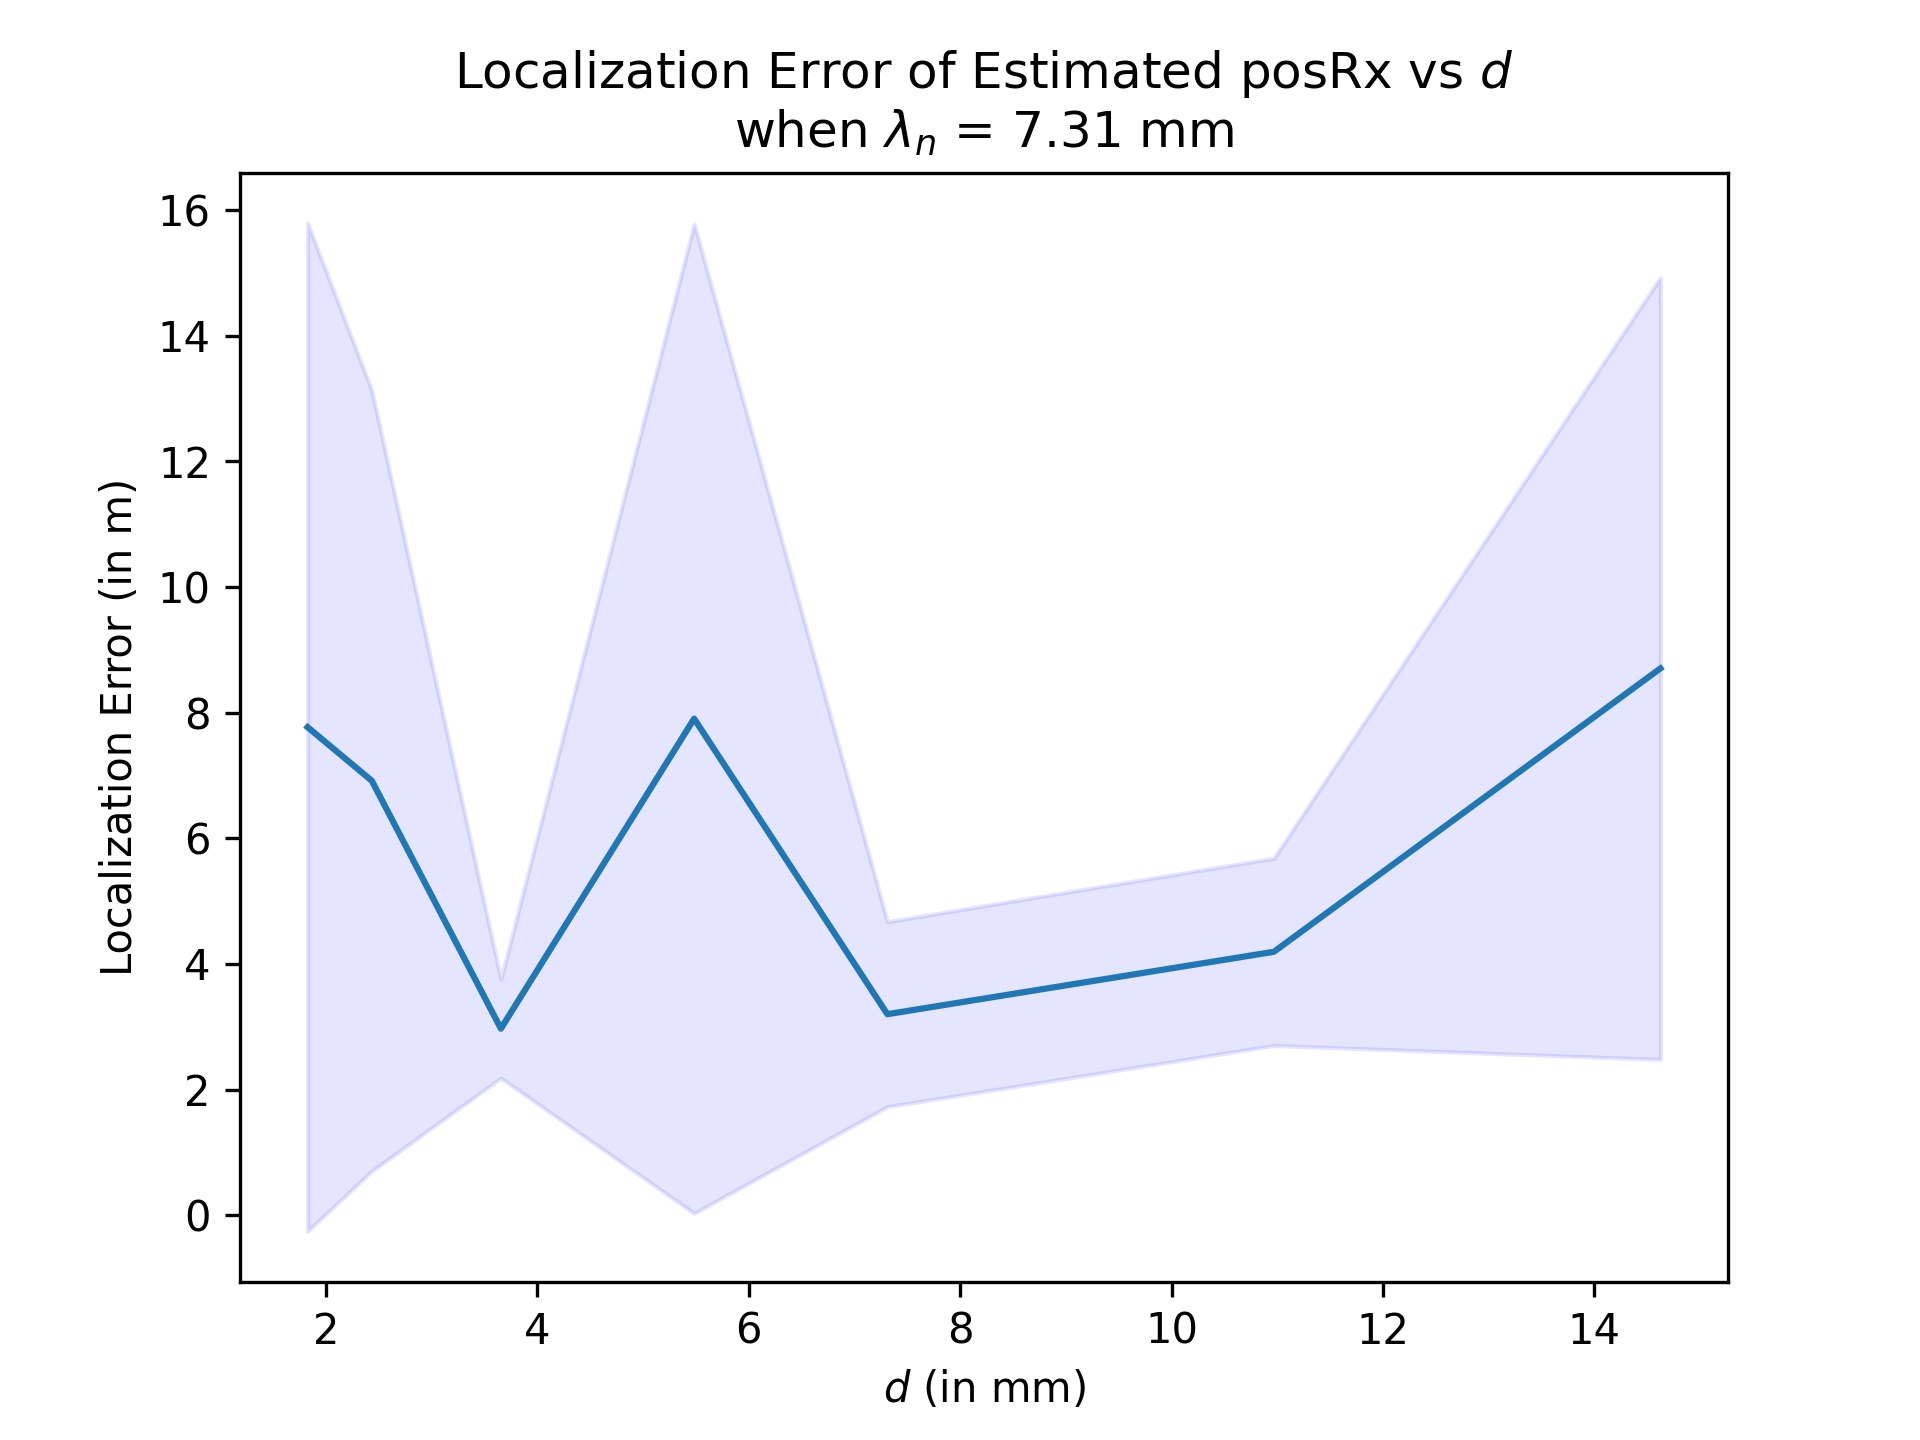 Localization Error of Estimated posRx vs d
when λn = 7.31 mm
16
14
12
10
8
6
4
2
0
Localization Error (in m)
2 4 6 8 10 12 14
d (in mm)